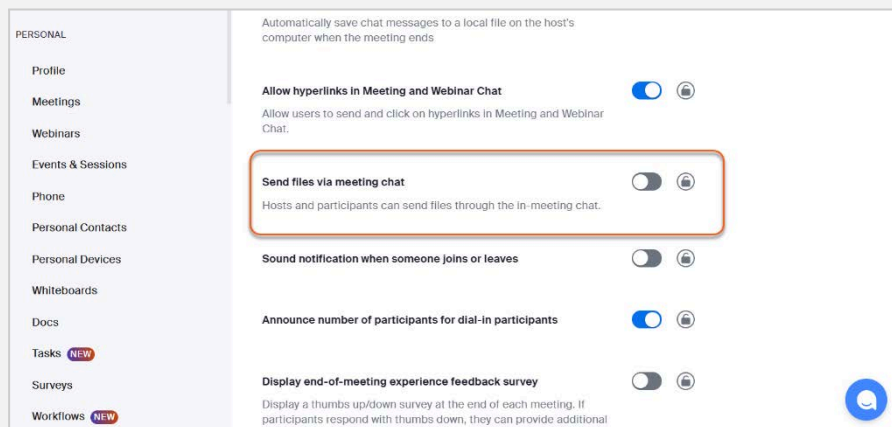 PERSONAL
Profile
Meetings
Webinars
Events & Sessions
Phone
Personal Contacts
Personal Devices
Whiteboards
Docs
Tasks NEW
Surveys
Workflows NEW
Automatically save chat messages to a local file on the host's
computer when the meeting ends
Allow hyperlinks in Meeting and Webinar Chat
Allow users to send and click on hyperlinks in Meeting and Webinar
Chat.
Send files via meeting chat
Hosts and participants can send files through the in-meeting chat.
Sound notification when someone joins or leaves
Announce number of participants for dial-in participants
Display end-of-meeting experience feedback survey
Display a thumbs up/down survey at the end of each meeting. If
participants respond with thumbs down, they can provide additional